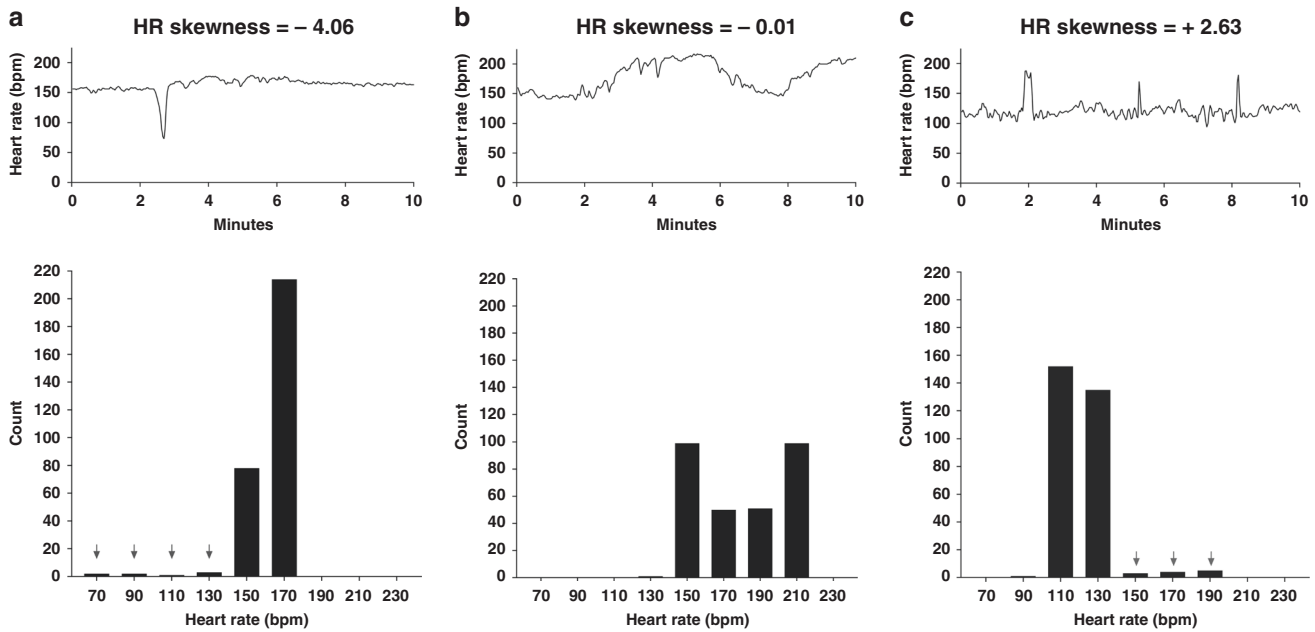 a
HR skewness = – 4.06
Heart rate (bpm)
200
150
100
50
0
0 2 4 6 8 10
Minutes
Count
220
200
180
160
140
120
100
80
60
40
20
0
70 90 110 130 150 170 190 210 230
Heart rate (bpm)
b
HR skewness = – 0.01
Heart rate (bpm)
200
150
100
50
0
0 2 4 6 8 10
Minutes
Count
220
200
180
160
140
120
100
80
60
40
20
0
70 90 110 130 150 170 190 210 230
Heart rate (bpm)
c
HR skewness = + 2.63
Heart rate (bpm)
200
150
100
50
0
0 2 4 6 8 10
Minutes
Count
220
200
180
160
140
120
100
80
60
40
20
0
70 90 110 130 150 170 190 210 230
Heart rate (bpm)